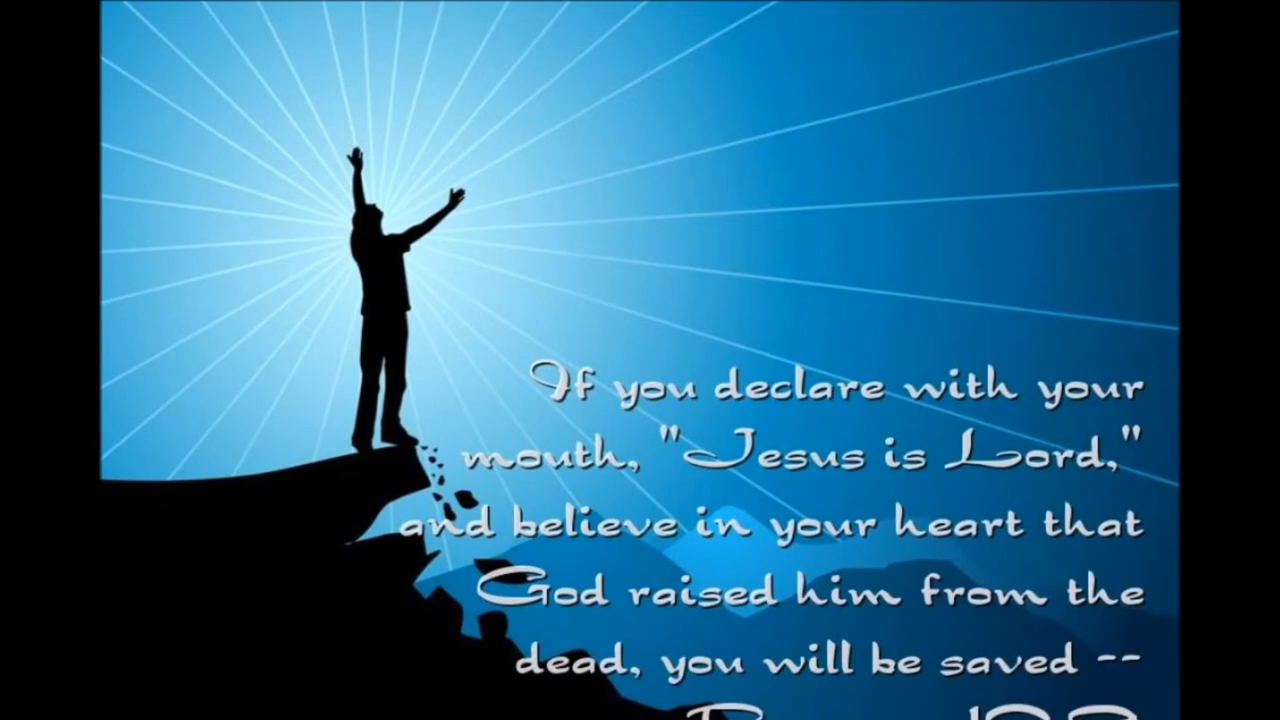 If you declare with your
mouth, "Jesus is Lord,"
and believe in your heart that
God raised him from the
dead, you will be saved --